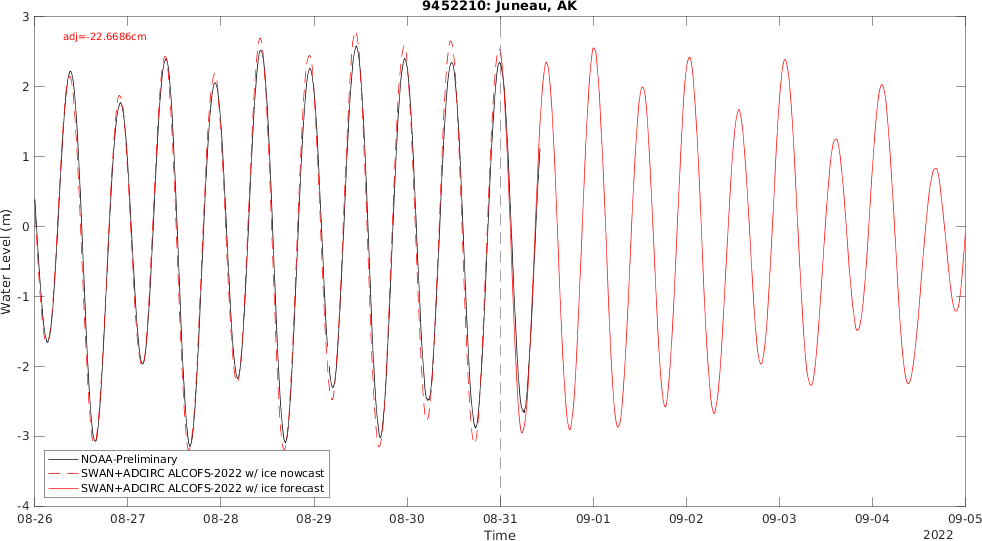 9452210: Juneau, AK
adj=-22.6686cm
3
2
1
0
-1
-2
-3
-4
Water Level (m)
NOAA-Preliminary
SWAN+ADCIRC ALCOFS-2022 w/ ice nowcast
SWAN+ADCIRC ALCOFS-2022 w/ ice forecast
08-26 08-27 08-28 08-29 08-30 08-31 09-01 09-02 09-03 09-04 09-05
Time
2022